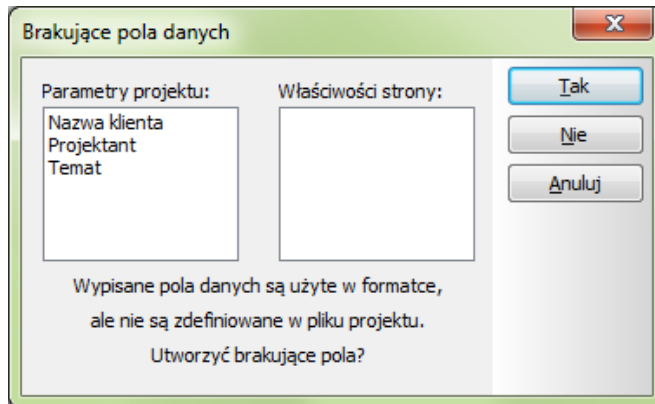 Brakujące pola danych
Parametry projektu:
Właściwości strony:
Nazwa klienta
Projektant
Temat
Tak
Nie
Anuluj
Wypisane pola danych są użyte w formatce,
ale nie są zdefiniowane w pliku projektu.
Utworzyć brakujące pola?